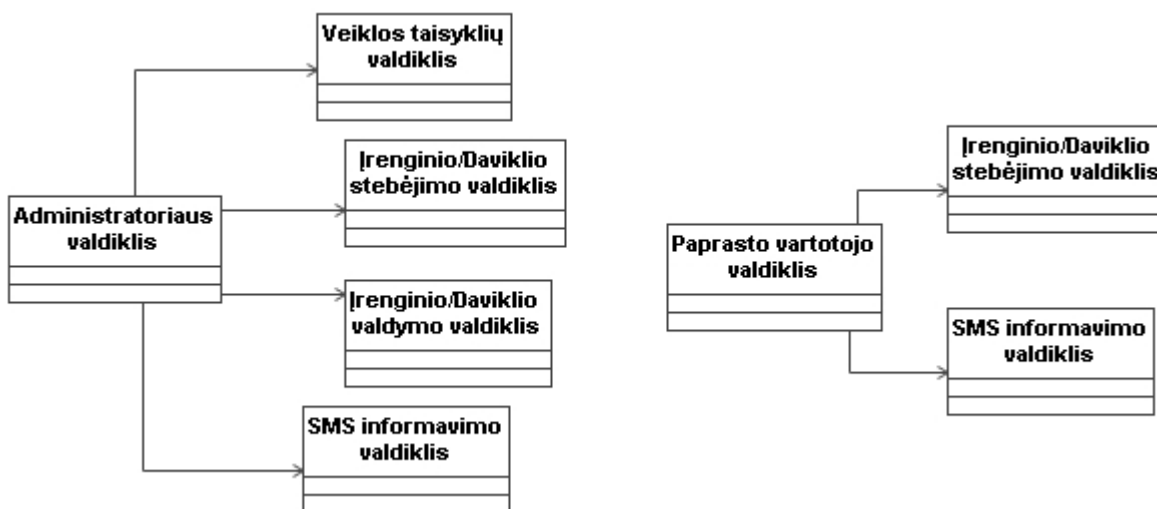 Veiklos taisyklių
valdiklis
Įrenginio/Daviklio
stebėjimo valdiklis
Administratoriaus
valdiklis
Įrenginio/Daviklio
valdymo valdiklis
SMS informavimo
valdiklis
Įrenginio/Daviklio
stebėjimo valdiklis
Paprasto vartotojo
valdiklis
SMS informavimo
valdiklis